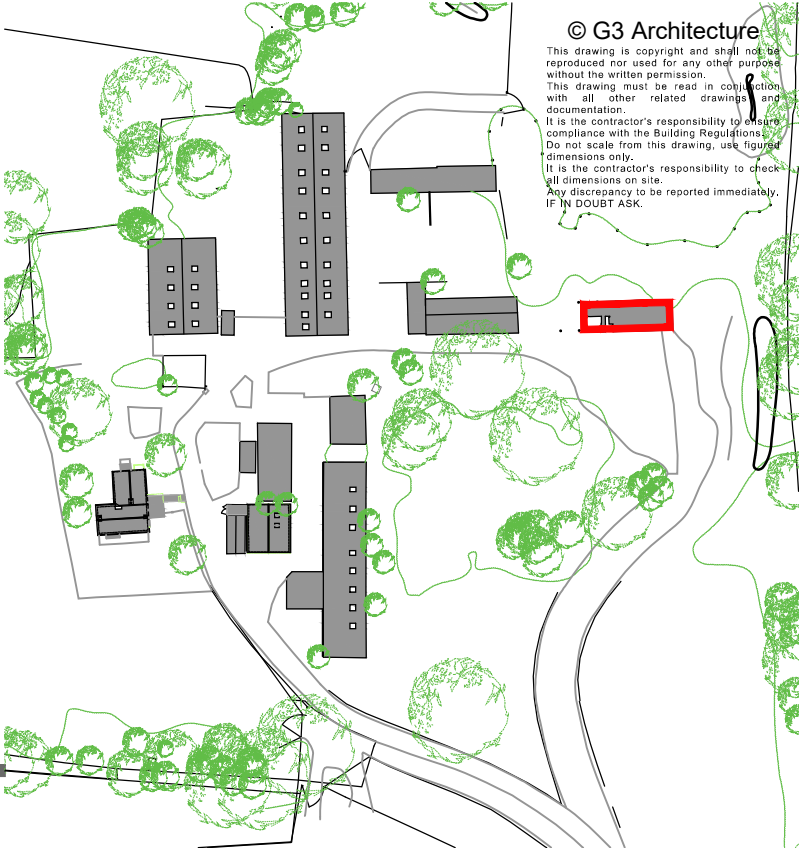 © G3 Architecture
This drawing is copyright and shall not be
reproduced nor used for any other purpose
without the written permission.
This drawing must be read in conjunction
with all other related drawings and
documentation.
It is the contractor's responsibility to ensure
compliance with the Building Regulations.
Do not scale from this drawing, use figured
dimensions only.
It is the contractor's responsibility to check
all dimensions on site.
Any discrepancy to be reported immediately,
IF IN DOUBT ASK.